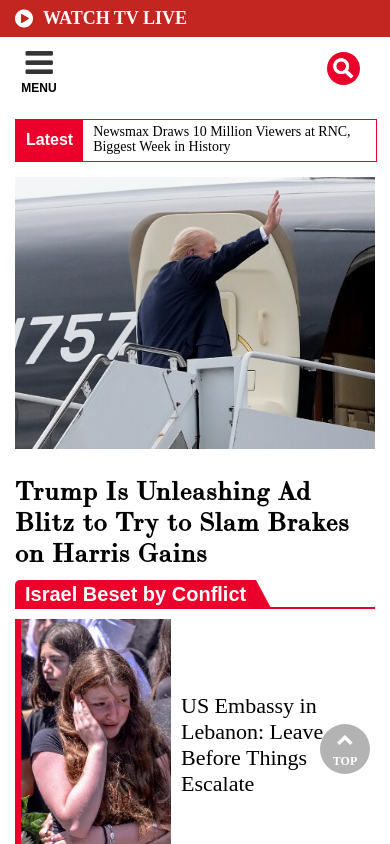 WATCH TV LIVE
MENU
Latest
Newsmax Draws 10 Million Viewers at RNC,
Biggest Week in History
757
Trump Is Unleashing Ad
Blitz to Try to Slam Brakes
on Harris Gains
Israel Beset by Conflict
US Embassy in
Lebanon: Leave
Before Things
Escalate
TOP